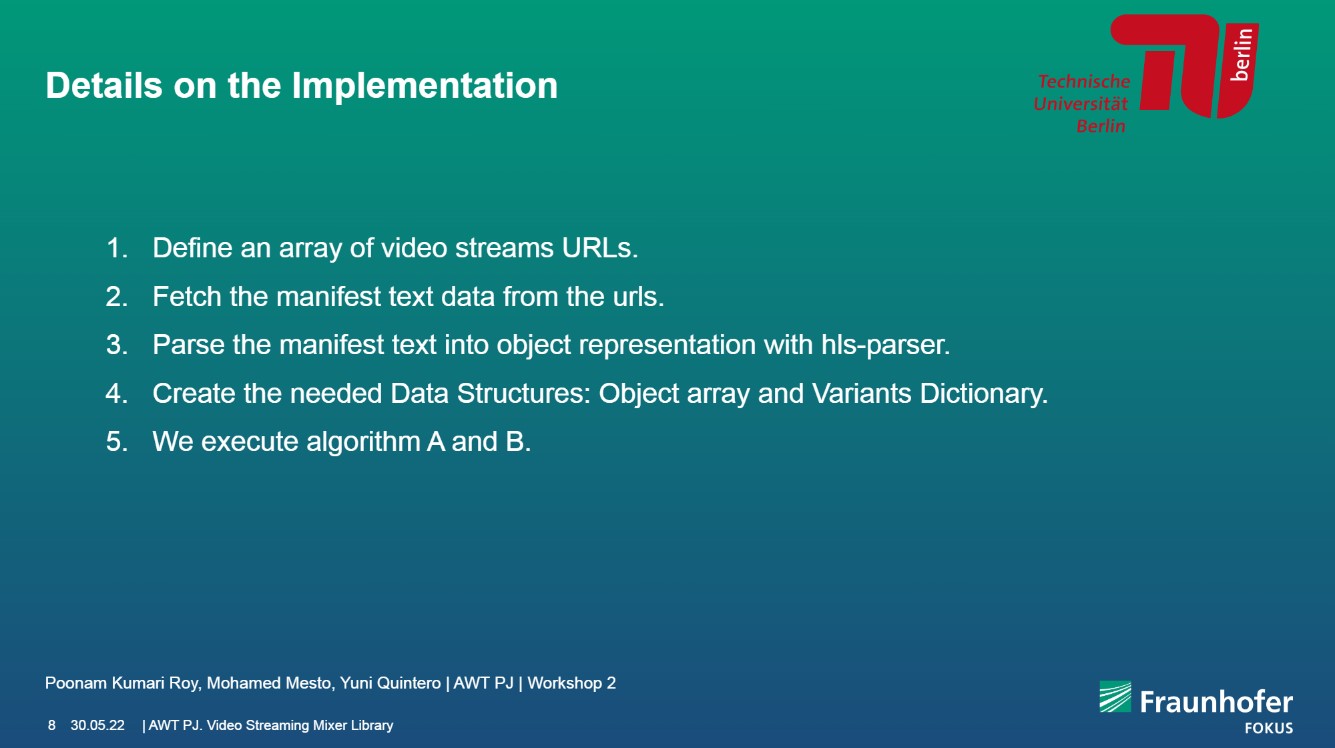 Details on the Implementation
Technische
Universität
Berlin
berlin
1. Define an array of video streams URLs.
2. Fetch the manifest text data from the urls.
3. Parse the manifest text into object representation with hls-parser.
4. Create the needed Data Structures: Object array and Variants Dictionary.
5. We execute algorithm A and B.
Poonam Kumari Roy, Mohamed Mesto, Yuni Quintero | AWT PJ | Workshop 2
8 30.05.22 | AWT PJ. Video Streaming Mixer Library
Fraunhofer
FOKUS